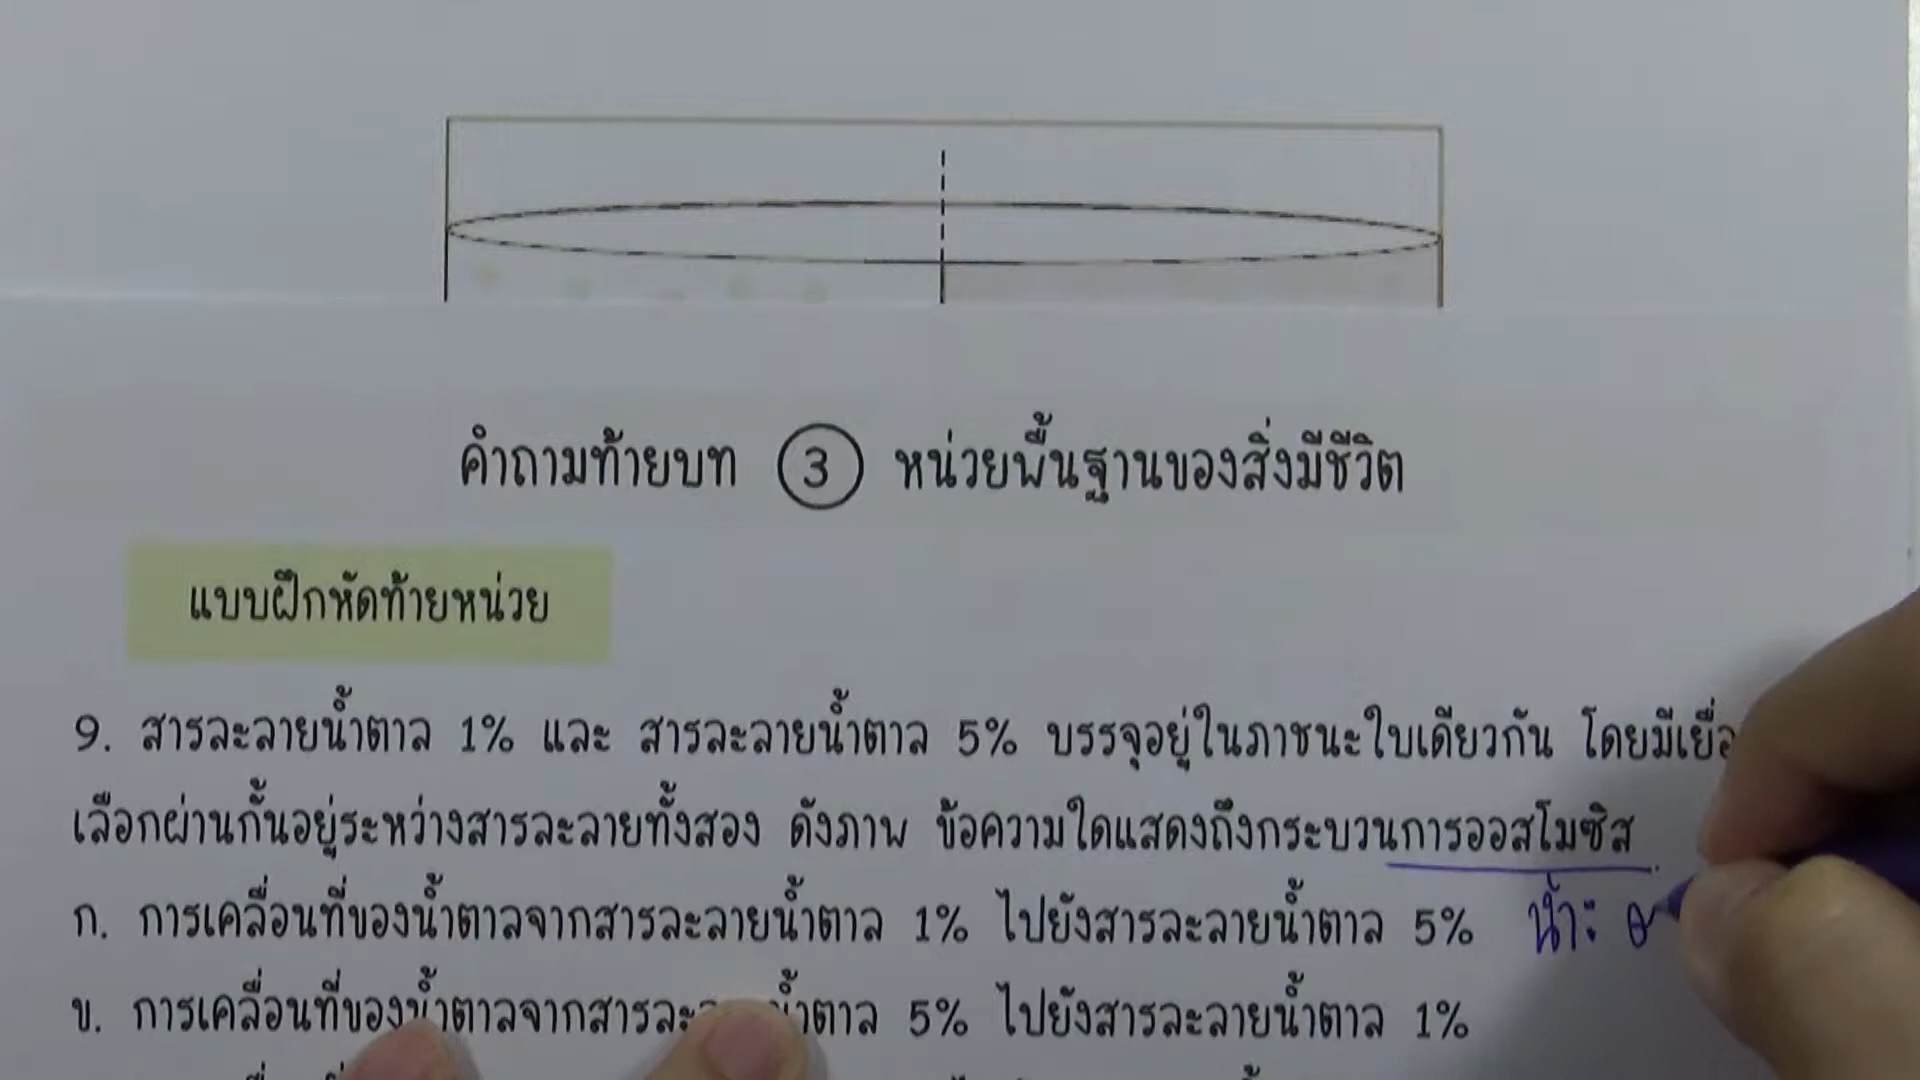 คำถามท้ายบท 3 หน่วยพื้นฐานของสิ่งมีชีวิต
แบบฝึกหัดท้ายหน่วย
9. สารละลายน้ำตาล 1% และ สารละลายน้ำตาล 5% บรรจุอยู่ในภาชนะใบเดียวกัน โดยมี
เลือกผ่านกั้นอยู่ระหว่างสารละลายทั้งสอง ดังภาพ ข้อความใดแสดงถึงกระบวนการออสโมซิส
ก. การเคลื่อนที่ของน้ำตาลจากสารละลายน้ำตาล 1% ไปยังสารละลายน้ำตาล 5% น้ำ:
ข. การเคลื่อนที่ของน้ำตาลจาก 5% ไปยังสารละลายน้ำตาล 1%